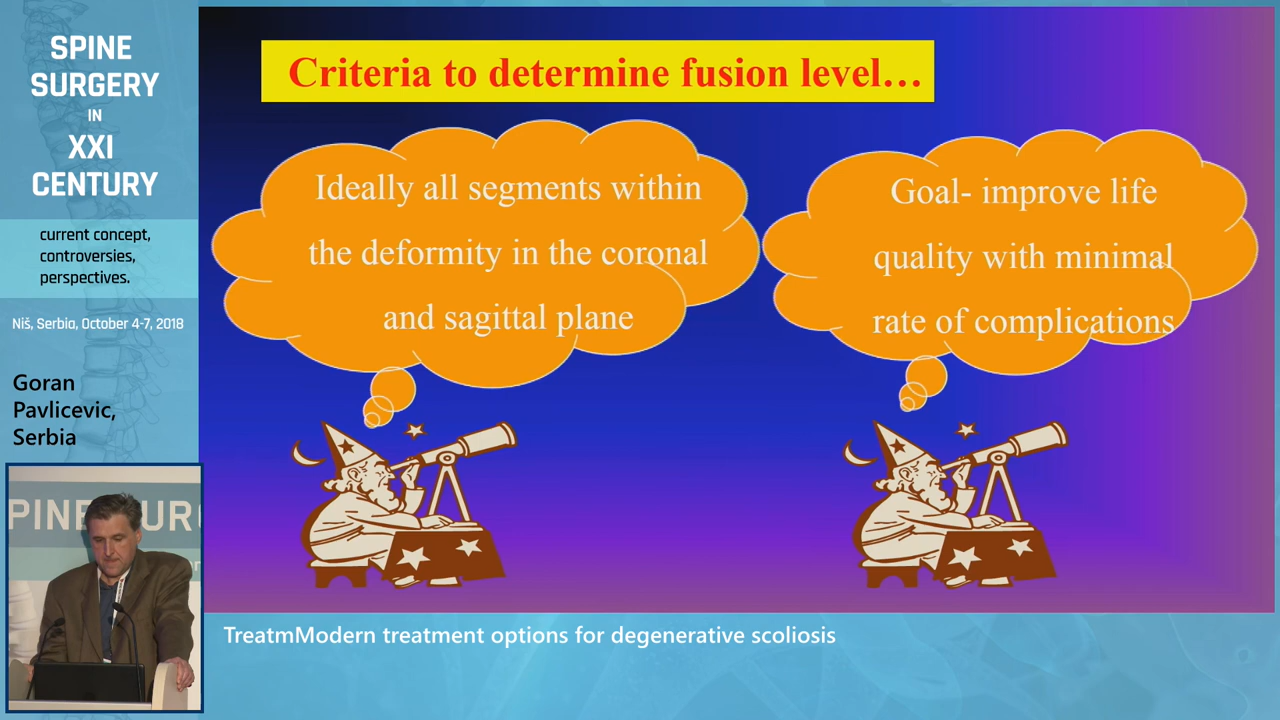 SPINE
SURGERY
IN
XXI
CENTURY
current concept,
controversies,
perspectives.
Niš, Serbia, October 4-7, 2018
Goran
Pavlicevic,
Serbia
PINE SUR
Criteria to determine fusion level…
Ideally all segments within
the deformity in the coronal
and sagittal plane
Goal- improve life
quality with minimal
rate of complications
TreatmModern treatment options for degenerative scoliosis